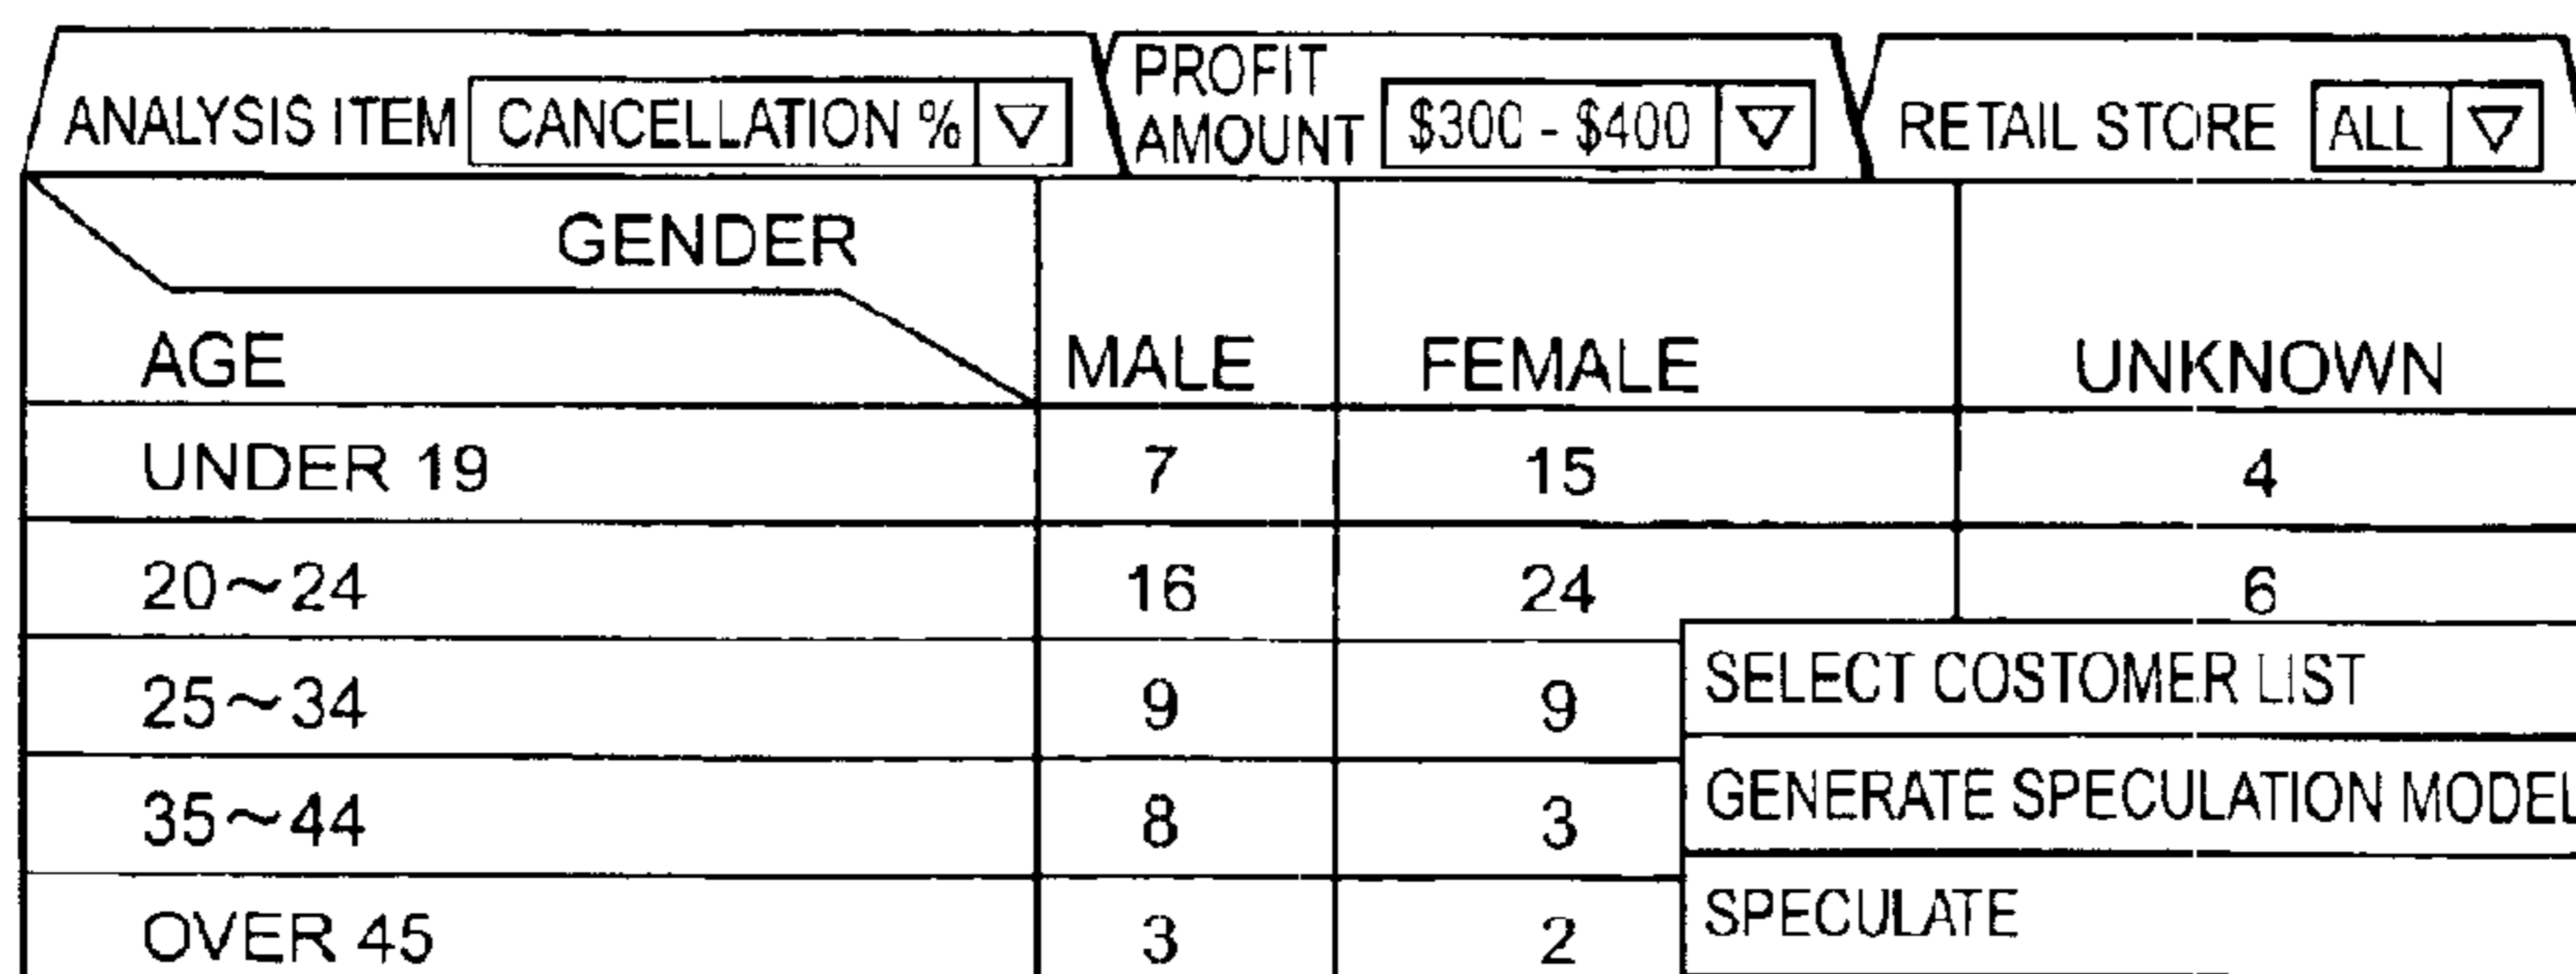 ANALYSIS ITEM CANCELLATION % ▽ PROFIT AMOUNT $300 - $400 ▽ RETAIL STORE ALL ▽
GENDER
AGE MALE FEMALE UNKNOWN
UNDER 19 7 15 4
20~24 16 24 6
25~34 9 9 SELECT COSTOMER LIST
35~44 8 3 GENERATE SPECULATION MODEL
OVER 45 3 2 SPECULATE